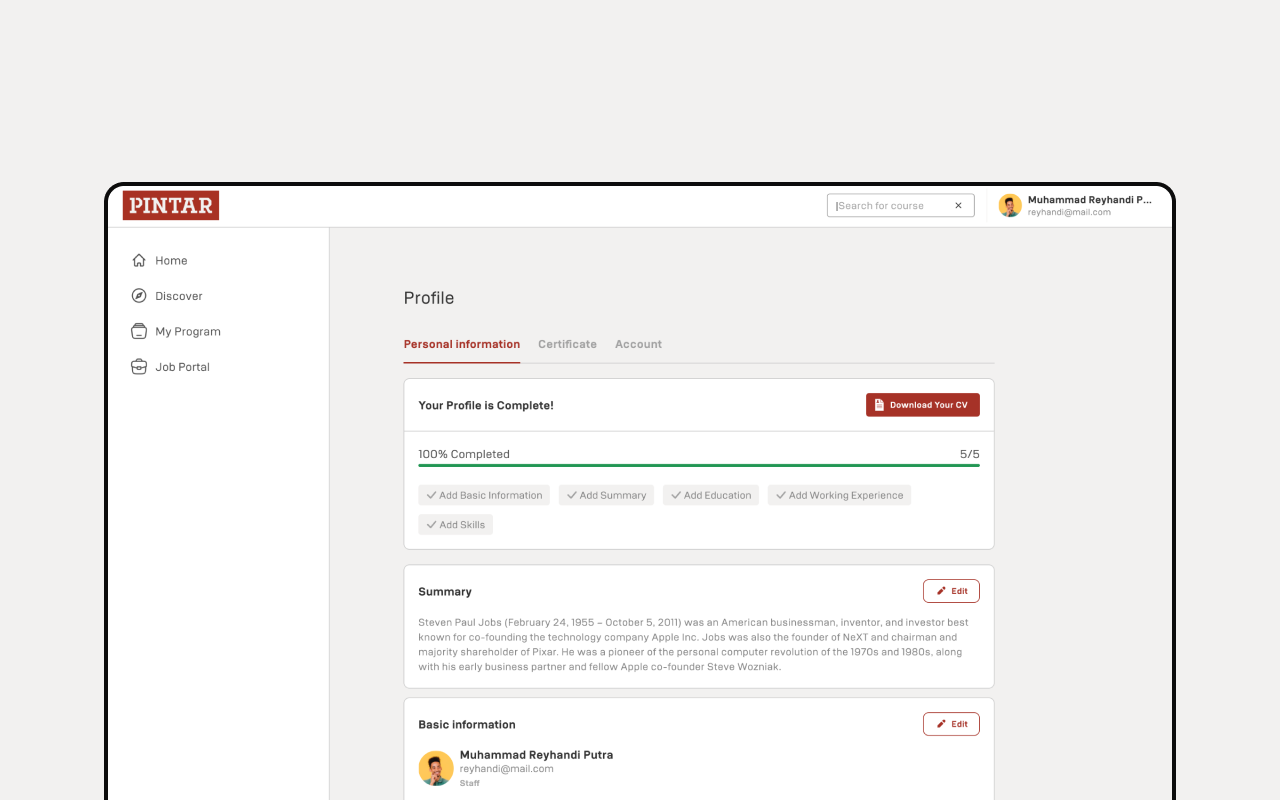 PINTAR
Search for course
Muhammad Reyhandi P...
reyhandi@mail.com
Home
Discover
My Program
Job Portal
Profile
Personal information Certificate Account
Your Profile is Complete!
Download Your CV
100% Completed 5/5
Add Basic Information Add Summary Add Education Add Working Experience
Add Skills
Summary
Edit
Steven Paul Jobs (February 24, 1955 – October 5, 2011) was an American businessman, inventor, and investor best
known for co-founding the technology company Apple Inc. Jobs was also the founder of NeXT and chairman and
majority shareholder of Pixar. He was a pioneer of the personal computer revolution of the 1970s and 1980s, along
with his early business partner and fellow Apple co-founder Steve Wozniak.
Basic information
Edit
Muhammad Reyhandi Putra
reyhandi@mail.com
Staff